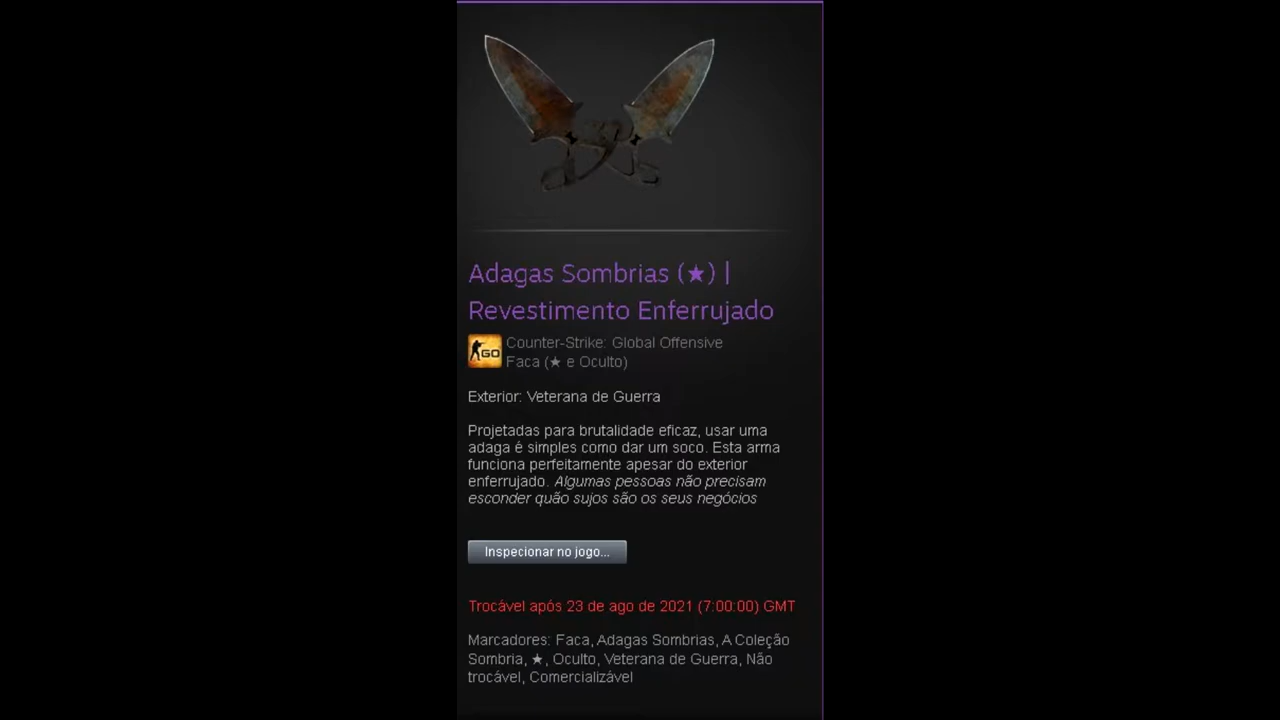 Adagas Sombrias (★) |
Revestimento Enferrujado
GO
Counter-Strike: Global Offensive
Faca (★ e Oculto)
Exterior: Veterana de Guerra
Projetadas para brutalidade eficaz, usar uma
adaga é simples como dar um soco. Esta arma
funciona perfeitamente apesar do exterior
enferrujado. Algumas pessoas não precisam
esconder quão sujos são os seus negócios
Inspecionar no jogo...
Trocável após 23 de ago de 2021 (7:00:00) GMT
Marcadores: Faca, Adagas Sombrias, A Coleção
Sombria, ★, Oculto, Veterana de Guerra, Não
trocável, Comercializável